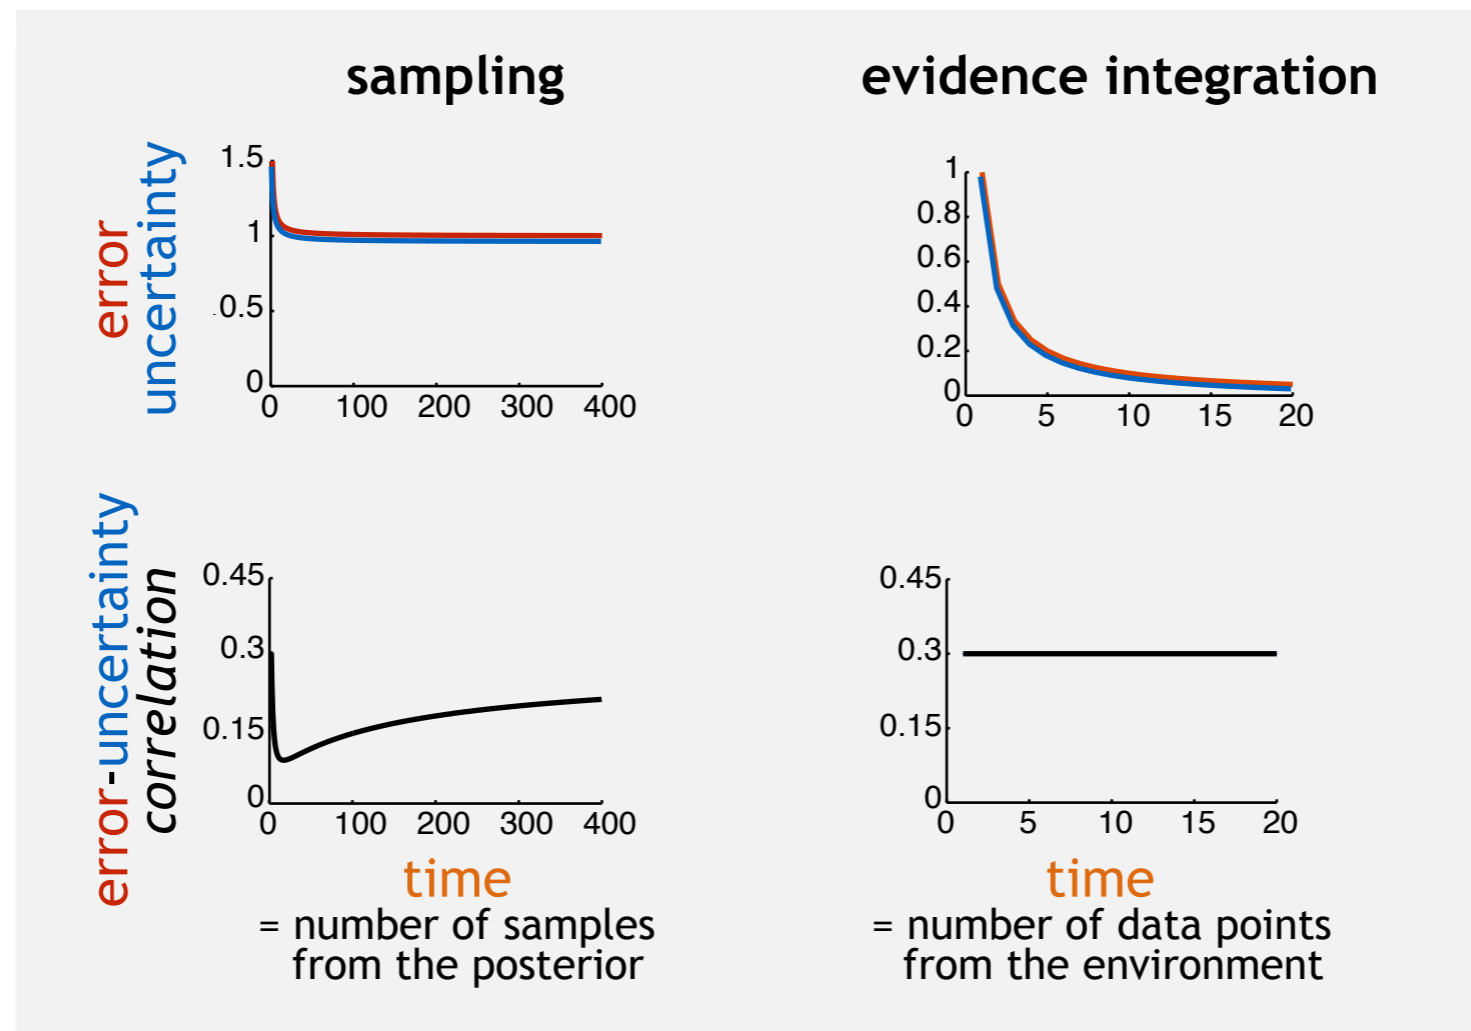 sampling
evidence integration
error
uncertainty
1.5
1
0.5
0
0 100 200 300 400
1
0.8
0.6
0.4
0.2
0
0 5 10 15 20
error-uncertainty
correlation
0.45
0.3
0.15
0
0 100 200 300 400
0.45
0.3
0.15
0
0 5 10 15 20
time
= number of samples
from the posterior
time
= number of data points
from the environment